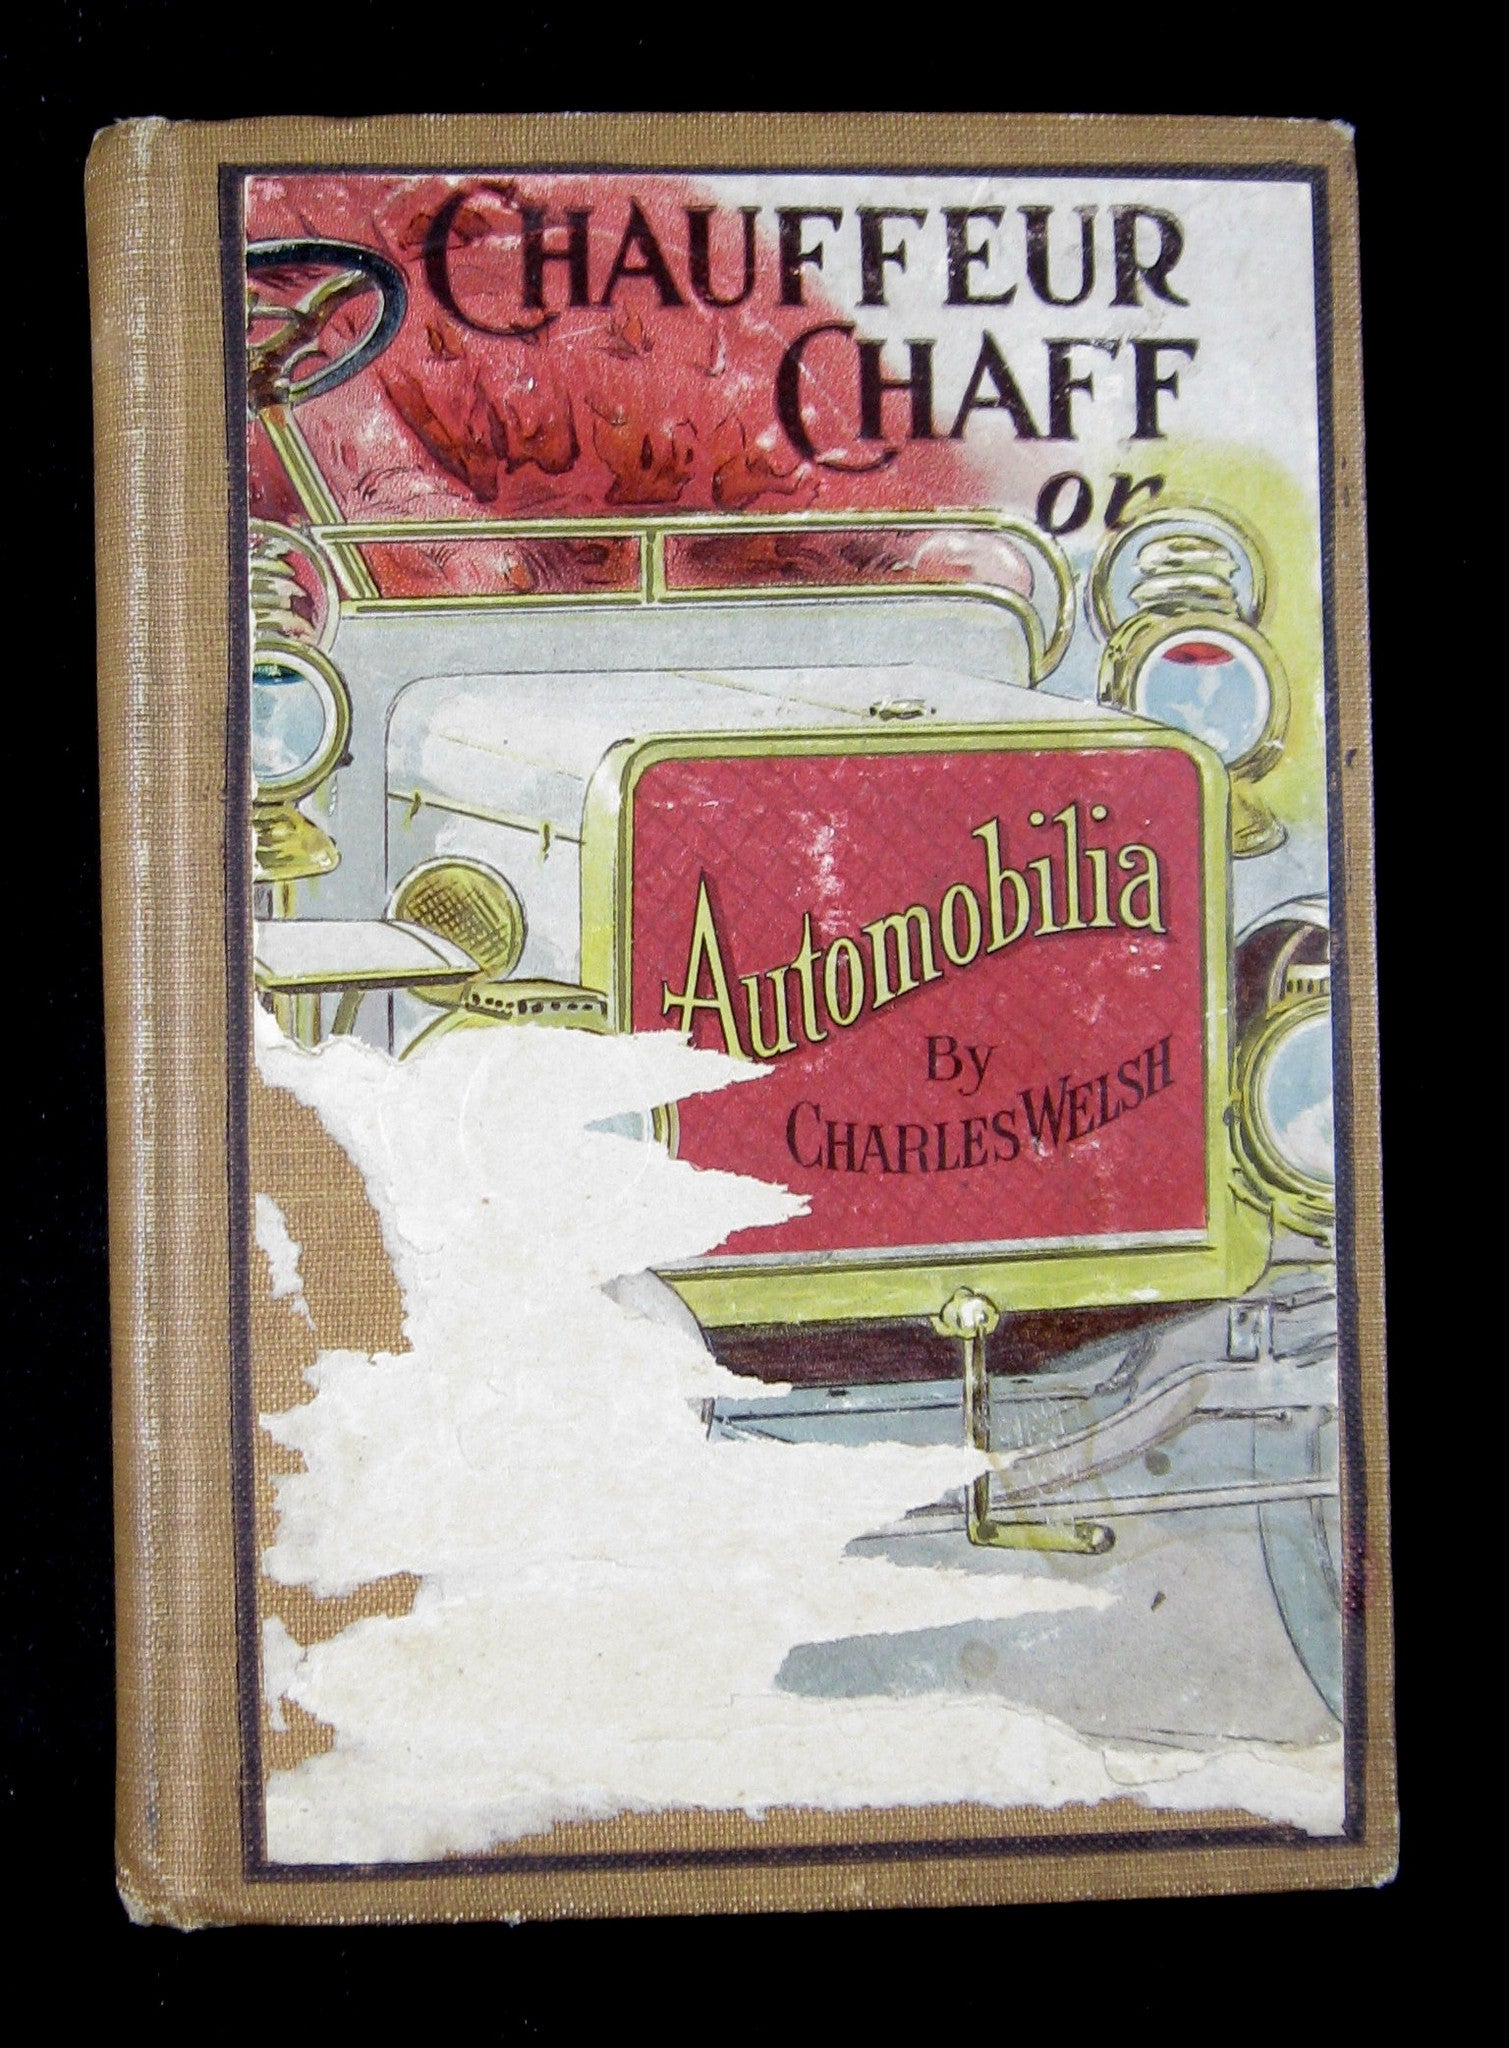 CHAUFFEUR
CHAFF
or
Automobilia
By
CHARLES WELSH